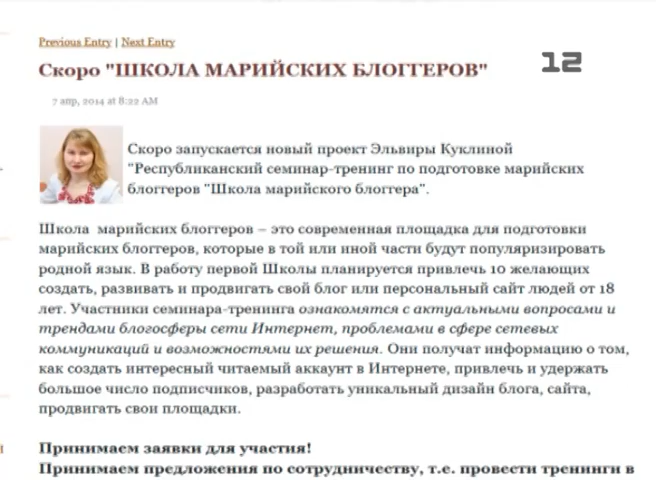 Previous Entry | Next Entry
Скоро "ШКОЛА МАРИЙСКИХ БЛОГГЕРОВ"
12
7 апр, 2014 at 8:22 AM
Скоро запускается новый проект Эльвиры Куклиной
"Республиканский семинар-тренинг по подготовке марийских
блоггеров "Школа марийского блоггера".
Школа марийских блоггеров – это современная площадка для подготовки
марийских блоггеров, которые в той или иной части будут популяризировать
родной язык. В работу первой Школы планируется привлечь 10 желающих
создать, развивать и продвигать свой блог или персональный сайт людей от 18
лет. Участники семинара-тренинга ознакомятся с актуальными вопросами и
трендами блогосферы сети Интернет, проблемами в сфере сетевых
коммуникаций и возможностями их решения. Они получат информацию о том,
как создать интересный читаемый аккаунт в Интернете, привлечь и удержать
большое число подписчиков, разработать уникальный дизайн блога, сайта,
продвигать свои площадки.
Принимаем заявки для участия!
Принимаем предложения по сотрудничеству, т.е. провести тренинги в